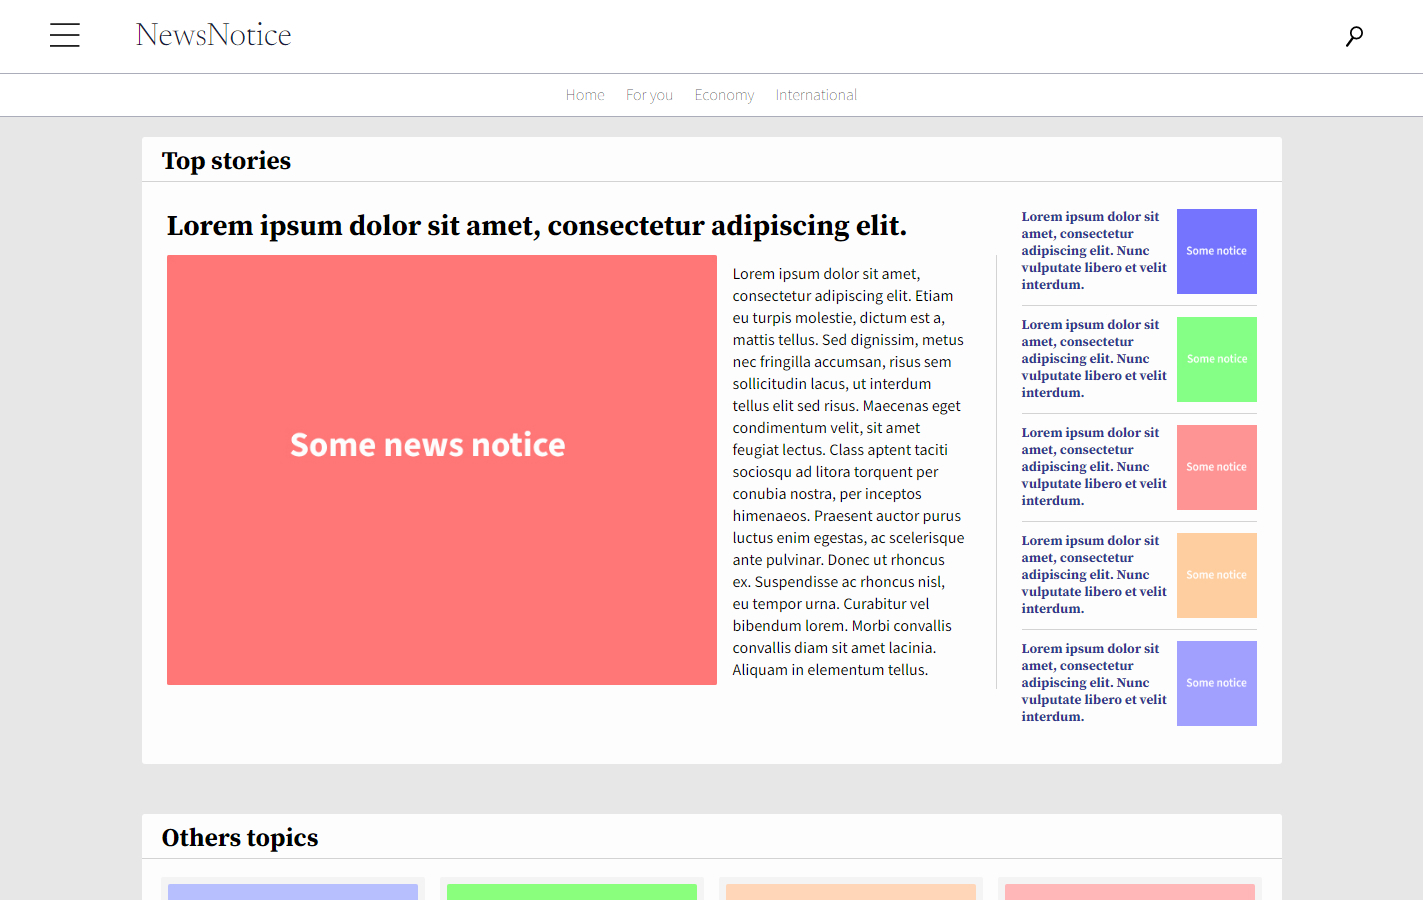 NewsNotice
Home For you Economy International
Top stories
Lorem ipsum dolor sit amet, consectetur adipiscing elit.
Some news notice
Lorem ipsum dolor sit amet,
consectetur adipiscing elit. Etiam
eu turpis molestie, dictum est a,
mattis tellus. Sed dignissim, metus
nec fringilla accumsan, risus sem
sollicitudin lacus, ut interdum
tellus elit sed risus. Maecenas eget
condimentum velit, sit amet
feugiat lectus. Class aptent taciti
sociosqu ad litora torquent per
conubia nostra, per inceptos
himenaeos. Praesent auctor purus
luctus enim egestas, ac scelerisque
ante pulvinar. Donec ut rhoncus
ex. Suspendisse ac rhoncus nisl,
eu tempor urna. Curabitur vel
bibendum lorem. Morbi convallis
convallis diam sit amet lacinia.
Aliquam in elementum tellus.
Lorem ipsum dolor sit
amet, consectetur
adipiscing elit. Nunc
vulputate libero et velit
interdum.
Some notice
Lorem ipsum dolor sit
amet, consectetur
adipiscing elit. Nunc
vulputate libero et velit
interdum.
Some notice
Lorem ipsum dolor sit
amet, consectetur
adipiscing elit. Nunc
vulputate libero et velit
interdum.
Some notice
Lorem ipsum dolor sit
amet, consectetur
adipiscing elit. Nunc
vulputate libero et velit
interdum.
Some notice
Lorem ipsum dolor sit
amet, consectetur
adipiscing elit. Nunc
vulputate libero et velit
interdum.
Some notice
Others topics